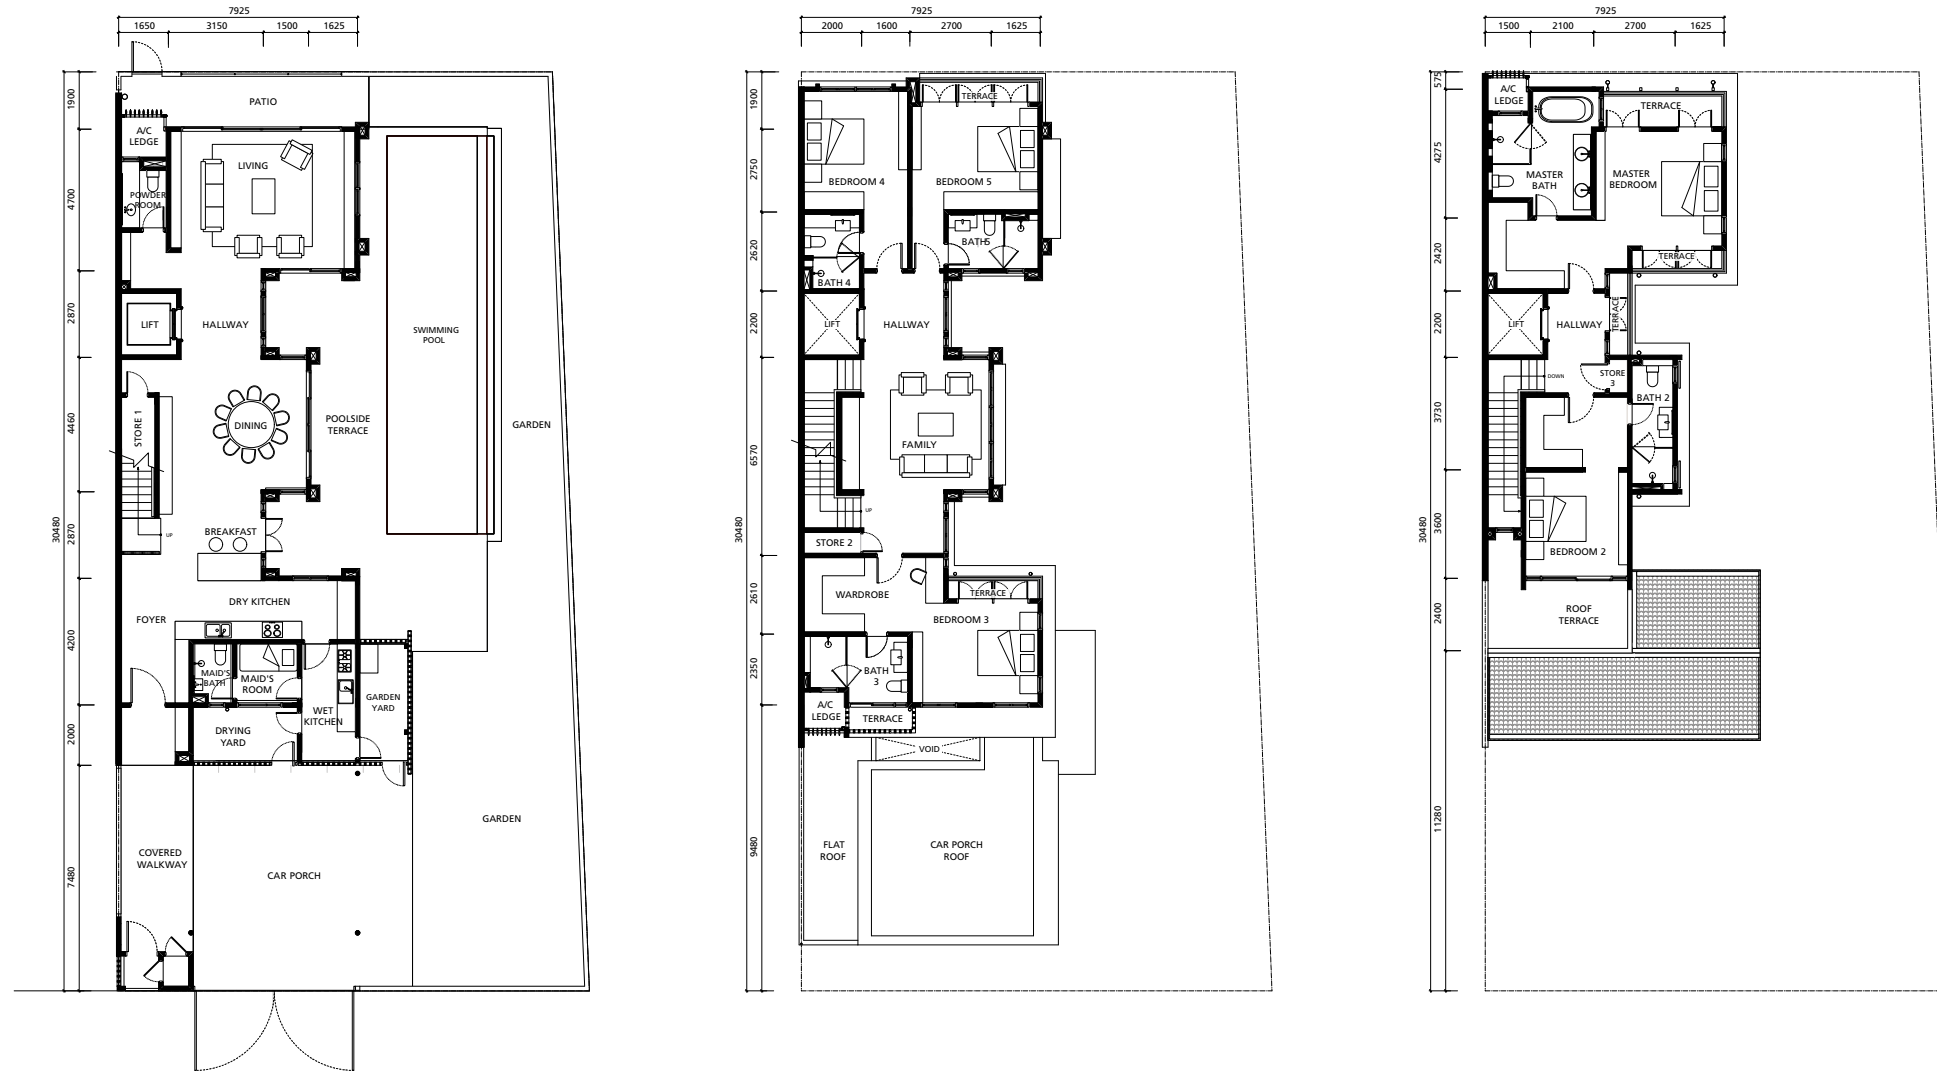 7925
1650 3150 1500 1625
30480
1900
4700
2870
4460
2870
4200
2000
7480
PATIO
A/C
LEDGE
LIVING
POWDER
ROOM
LIFT
HALLWAY
SWIMMING
POOL
STORE 1
DINING
POOLSIDE
TERRACE
GARDEN
BREAKFAST
UP
DRY KITCHEN
FOYER
MAID'S
BATH
MAID'S
ROOM
GARDEN
YARD
WET
KITCHEN
DRYING
YARD
GARDEN
COVERED
WALKWAY
CAR PORCH
7925
2000 1600 2700 1625
30480
1900
2750
2620
2200
6570
2610
2350
9480
TERRACE
BEDROOM 4
BEDROOM 5
BATH5
BATH 4
LIFT
HALLWAY
FAMILY
UP
STORE 2
WARDROBE
TERRACE
BEDROOM 3
BATH
3
A/C
LEDGE
TERRACE
VOID
FLAT
ROOF
CAR PORCH
ROOF
7925
1500 2100 2700 1625
30480
575
4275
2420
2200
3730
3600
2400
11280
A/C
LEDGE
TERRACE
MASTER
BATH
MASTER
BEDROOM
TERRACE
TERRACE
LIFT
HALLWAY
DOWN
STORE
3
BATH 2
BEDROOM 2
ROOF
TERRACE